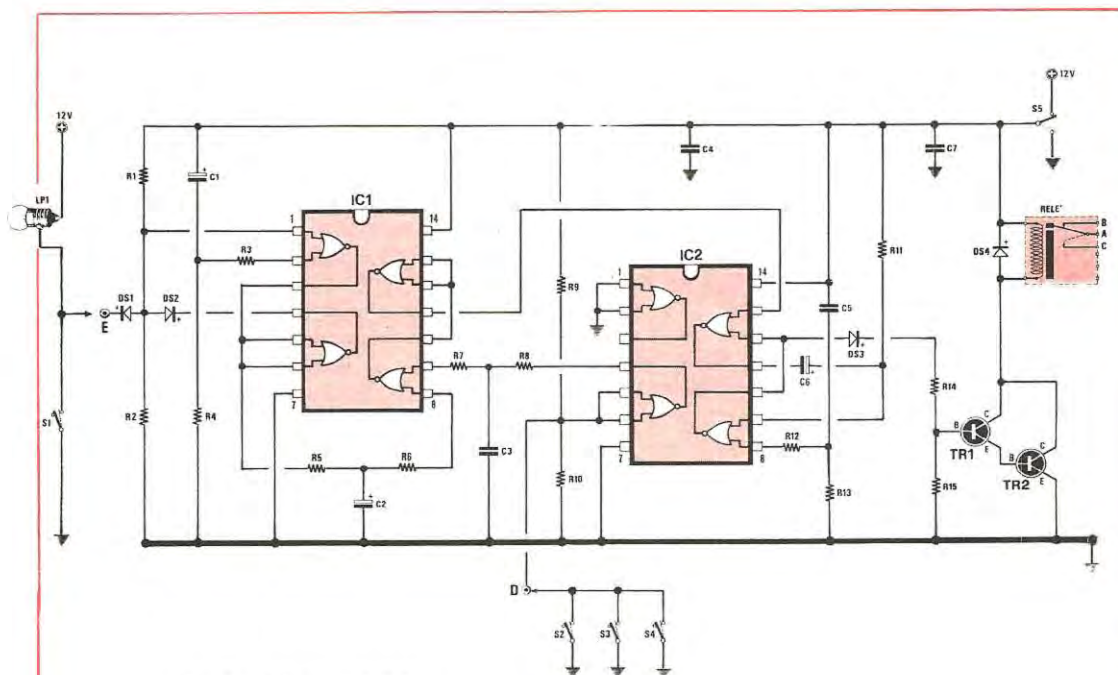 12V
12V
S5
R1
C1
C4
C7
LP1
IC1
RELE'
1
14
R3
R11
B
A
C
DS4
IC2
R9
1
14
DS1
DS2
C5
E
R7
R8
DS3
C6
R14
7
8
S1
R2
R4
C3
R12
C
B
E
TR1
C
B
E
TR2
R5
R6
R10
7
8
R13
R15
C2
D
S2
S3
S4